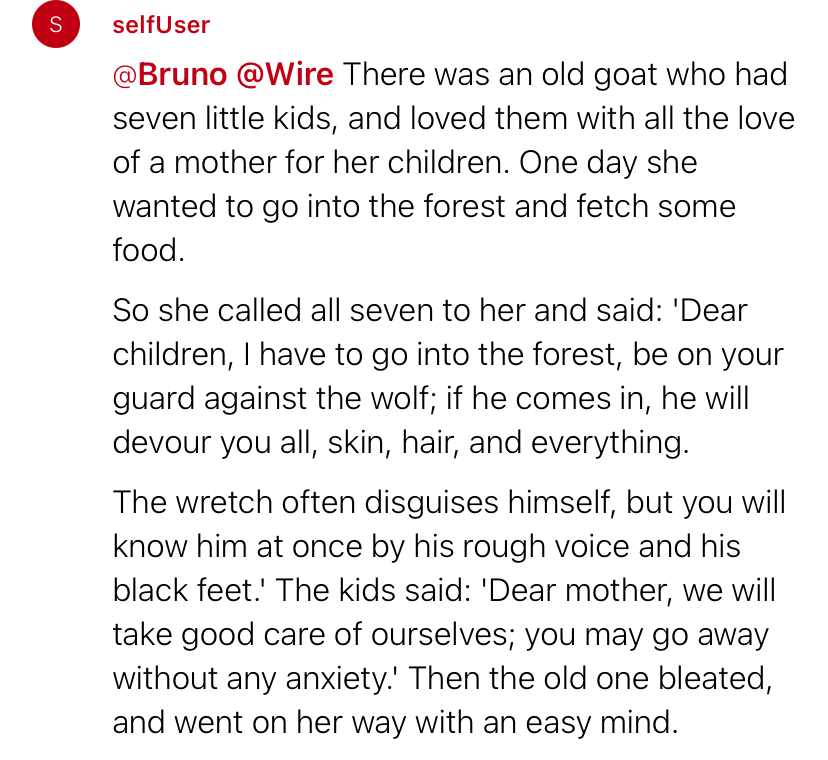 S
selfUser
@Bruno @Wire There was an old goat who had
seven little kids, and loved them with all the love
of a mother for her children. One day she
wanted to go into the forest and fetch some
food.
So she called all seven to her and said: 'Dear
children, I have to go into the forest, be on your
guard against the wolf; if he comes in, he will
devour you all, skin, hair, and everything.
The wretch often disguises himself, but you will
know him at once by his rough voice and his
black feet.' The kids said: 'Dear mother, we will
take good care of ourselves; you may go away
without any anxiety.' Then the old one bleated,
and went on her way with an easy mind.